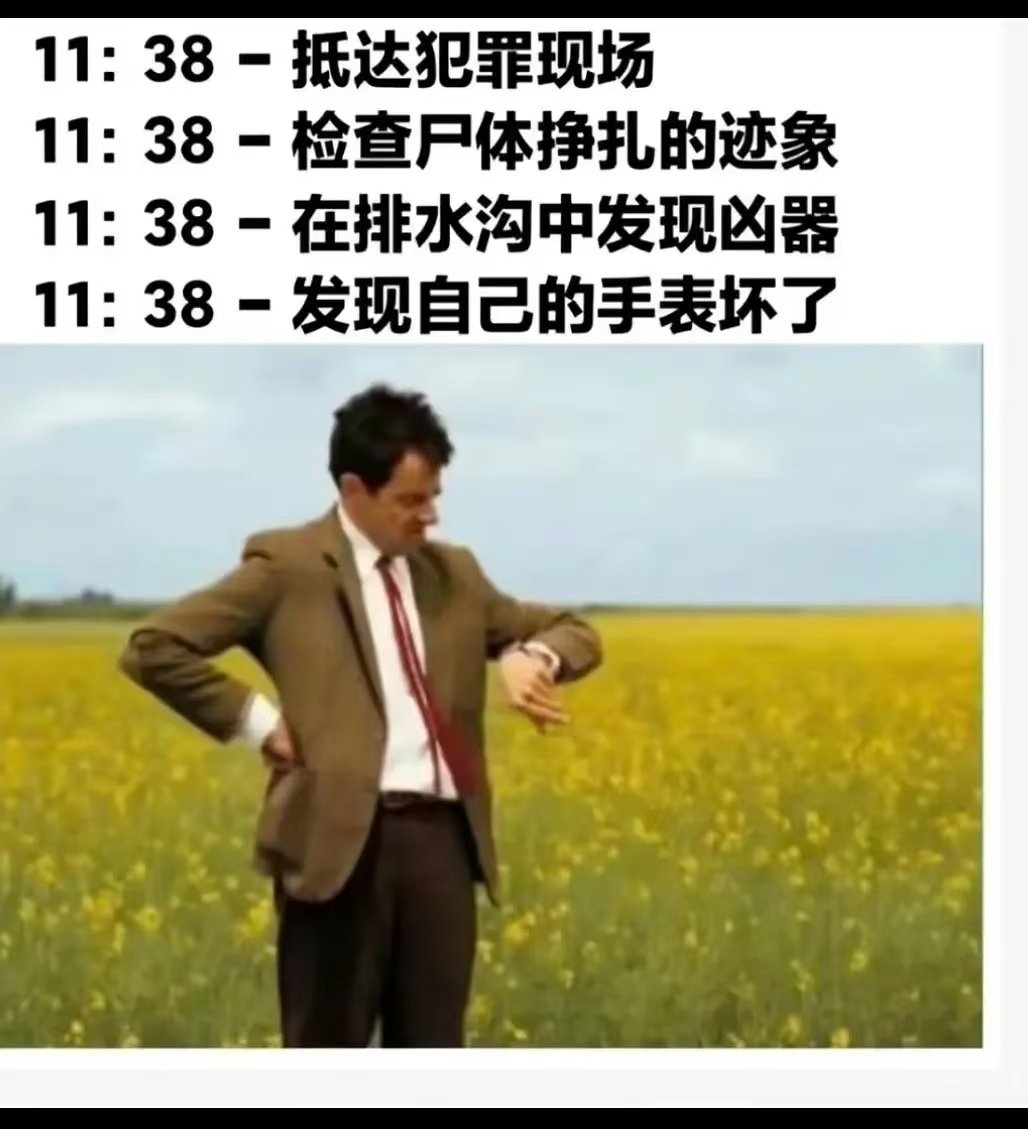 11: 38 – 抵达犯罪现场
11: 38 – 检查尸体挣扎的迹象
11: 38 – 在排水沟中发现凶器
11: 38 – 发现自己的手表坏了